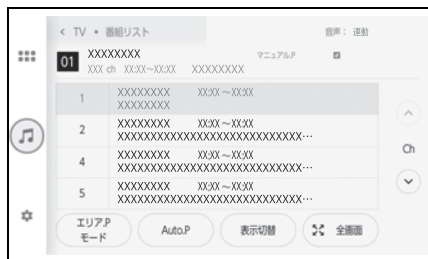 < TV • 番組リスト 音声： 連動
01 XXXXXXXX マニュアルP
XXX ch XX:XX～XX:XX XXXXXXXX
1 XXXXXXXX XX:XX～XX:XX
XXXXXXXX
2 XXXXXXXX XX:XX～XX:XX
XXXXXXXXXXXXXXXXXXXXXXXXXXXX…
4 XXXXXXXX XX:XX～XX:XX
XXXXXXXXXXXXXXXXXXXXXXXXXXXX…
Ch
5 XXXXXXXX XX:XX～XX:XX
XXXXXXXXXXXXXXXXXXXXXXXXXXXX…
エリア.P
モード
Auto.P
表示切替
全画面